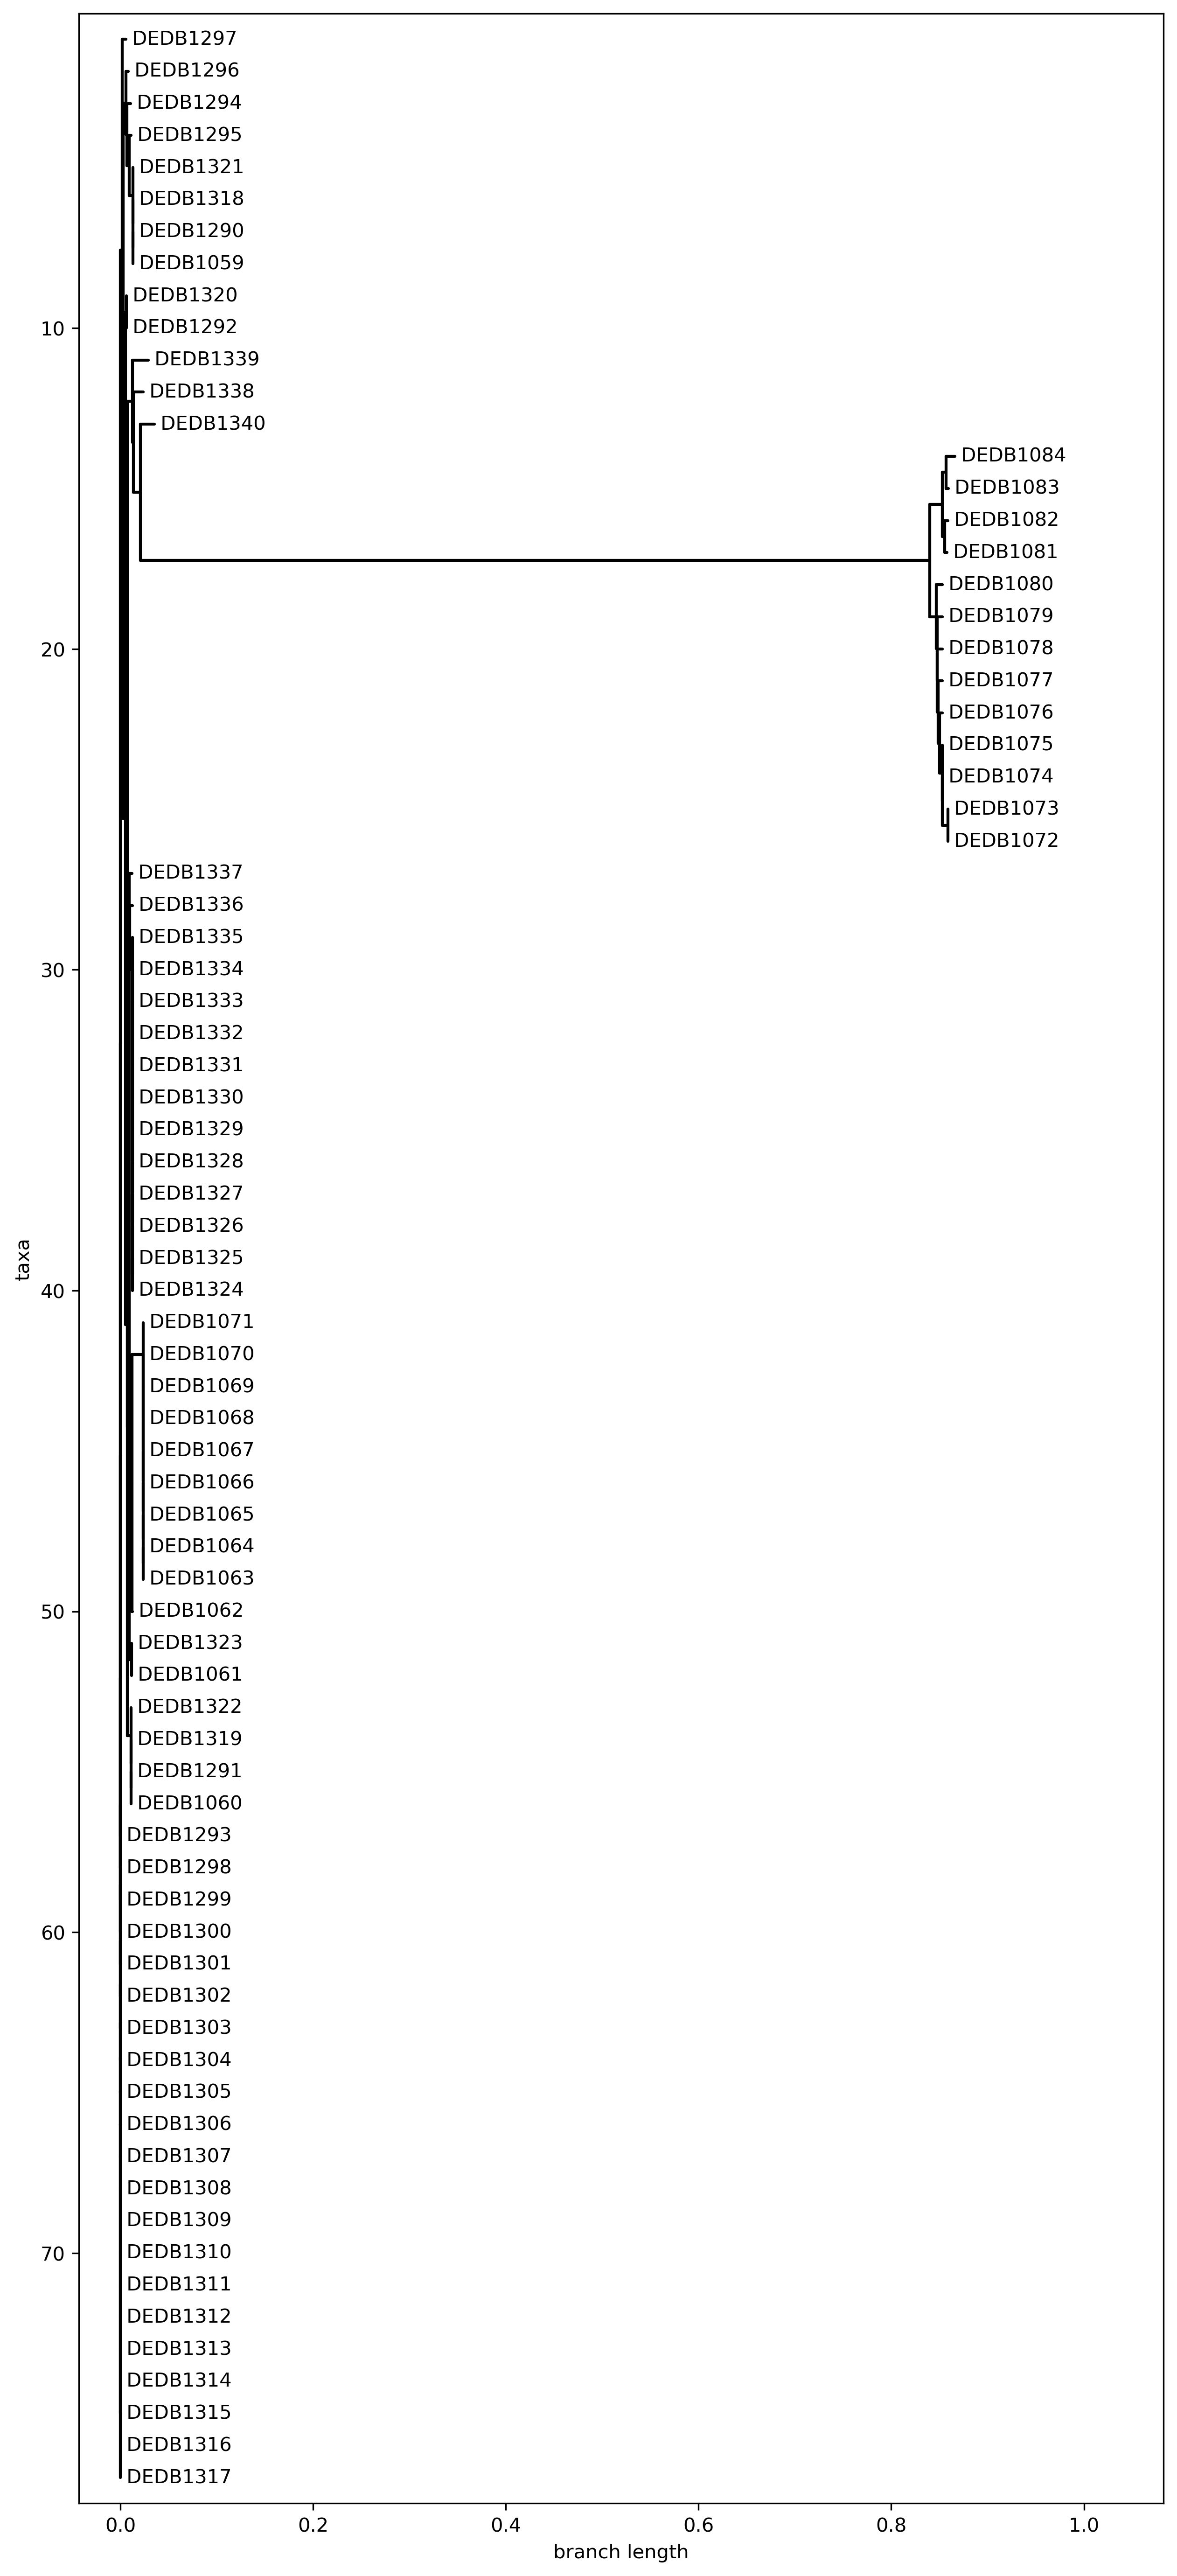 DEDB1297
DEDB1296
DEDB1294
DEDB1295
DEDB1321
DEDB1318
DEDB1290
DEDB1059
DEDB1320
10 DEDB1292
DEDB1339
DEDB1338
DEDB1340
DEDB1084
DEDB1083
DEDB1082
DEDB1081
DEDB1080
DEDB1079
20 DEDB1078
DEDB1077
DEDB1076
DEDB1075
DEDB1074
DEDB1073
DEDB1072
DEDB1337
DEDB1336
DEDB1335
30 DEDB1334
DEDB1333
DEDB1332
DEDB1331
DEDB1330
DEDB1329
DEDB1328
DEDB1327
DEDB1326
DEDB1325
taxa
40 DEDB1324
DEDB1071
DEDB1070
DEDB1069
DEDB1068
DEDB1067
DEDB1066
DEDB1065
DEDB1064
DEDB1063
50 DEDB1062
DEDB1323
DEDB1061
DEDB1322
DEDB1319
DEDB1291
DEDB1060
DEDB1293
DEDB1298
DEDB1299
60 DEDB1300
DEDB1301
DEDB1302
DEDB1303
DEDB1304
DEDB1305
DEDB1306
DEDB1307
DEDB1308
DEDB1309
70 DEDB1310
DEDB1311
DEDB1312
DEDB1313
DEDB1314
DEDB1315
DEDB1316
DEDB1317
0.0 0.2 0.4 0.6 0.8 1.0
branch length